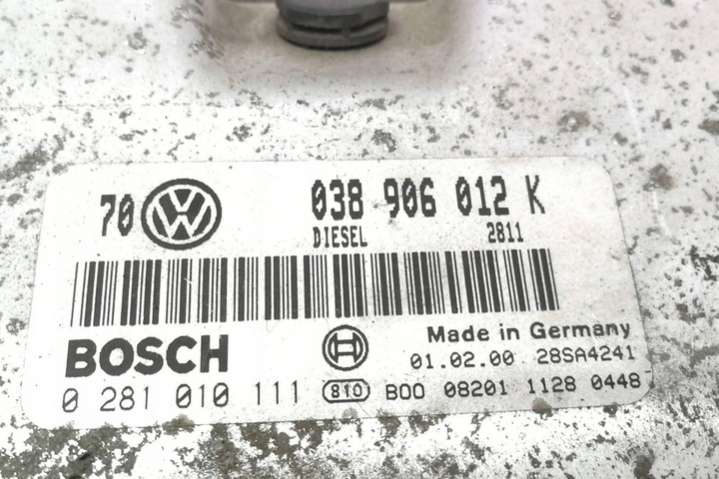 70 VW 038 906 012 K
DIESEL 2811
BOSCH Made in Germany
01.02.00 28SA4241
0 281 010 111 810 B00 08201 1128 0448